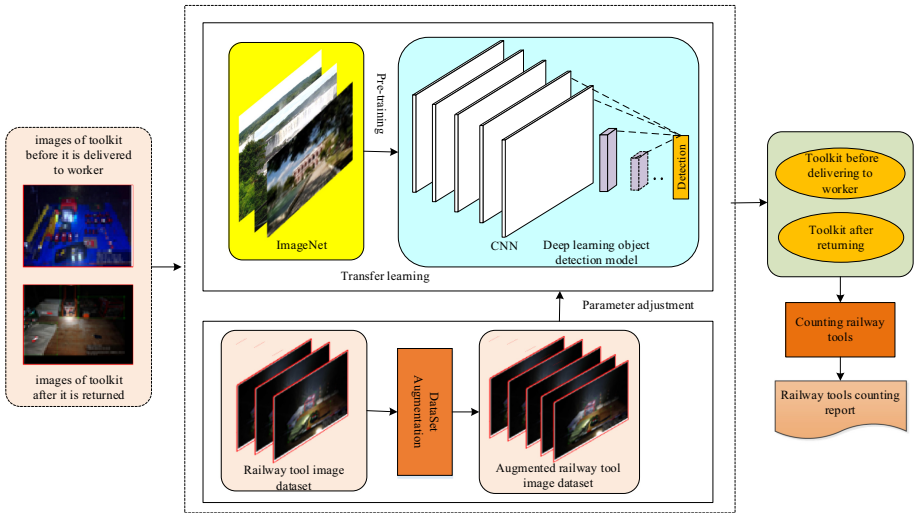 images of toolkit
before it is delivered
to worker
images of toolkit
after it is returned
ImageNet
Pre-training
CNN
Deep learning object
detection model
Detection
Transfer learning
Parameter adjustment
Railway tool image
dataset
DataSet
Augmentation
Augmented railway tool
image dataset
Toolkit before
delivering to
worker
Toolkit after
returning
Counting railway
tools
Railway tools counting
report